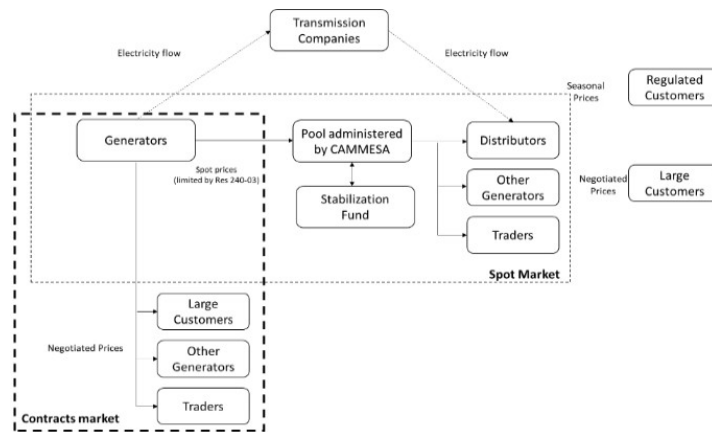 Transmission
Companies
Electricity flow
Electricity flow
Seasonal
Prices
Regulated
Customers
Generators
Pool administered
by CAMMESA
Distributors
Spot prices
(limited by Res 240-03)
Stabilization
Fund
Other
Generators
Negotiated
Prices
Large
Customers
Traders
Spot Market
Large
Customers
Negotiated Prices
Other
Generators
Traders
Contracts market